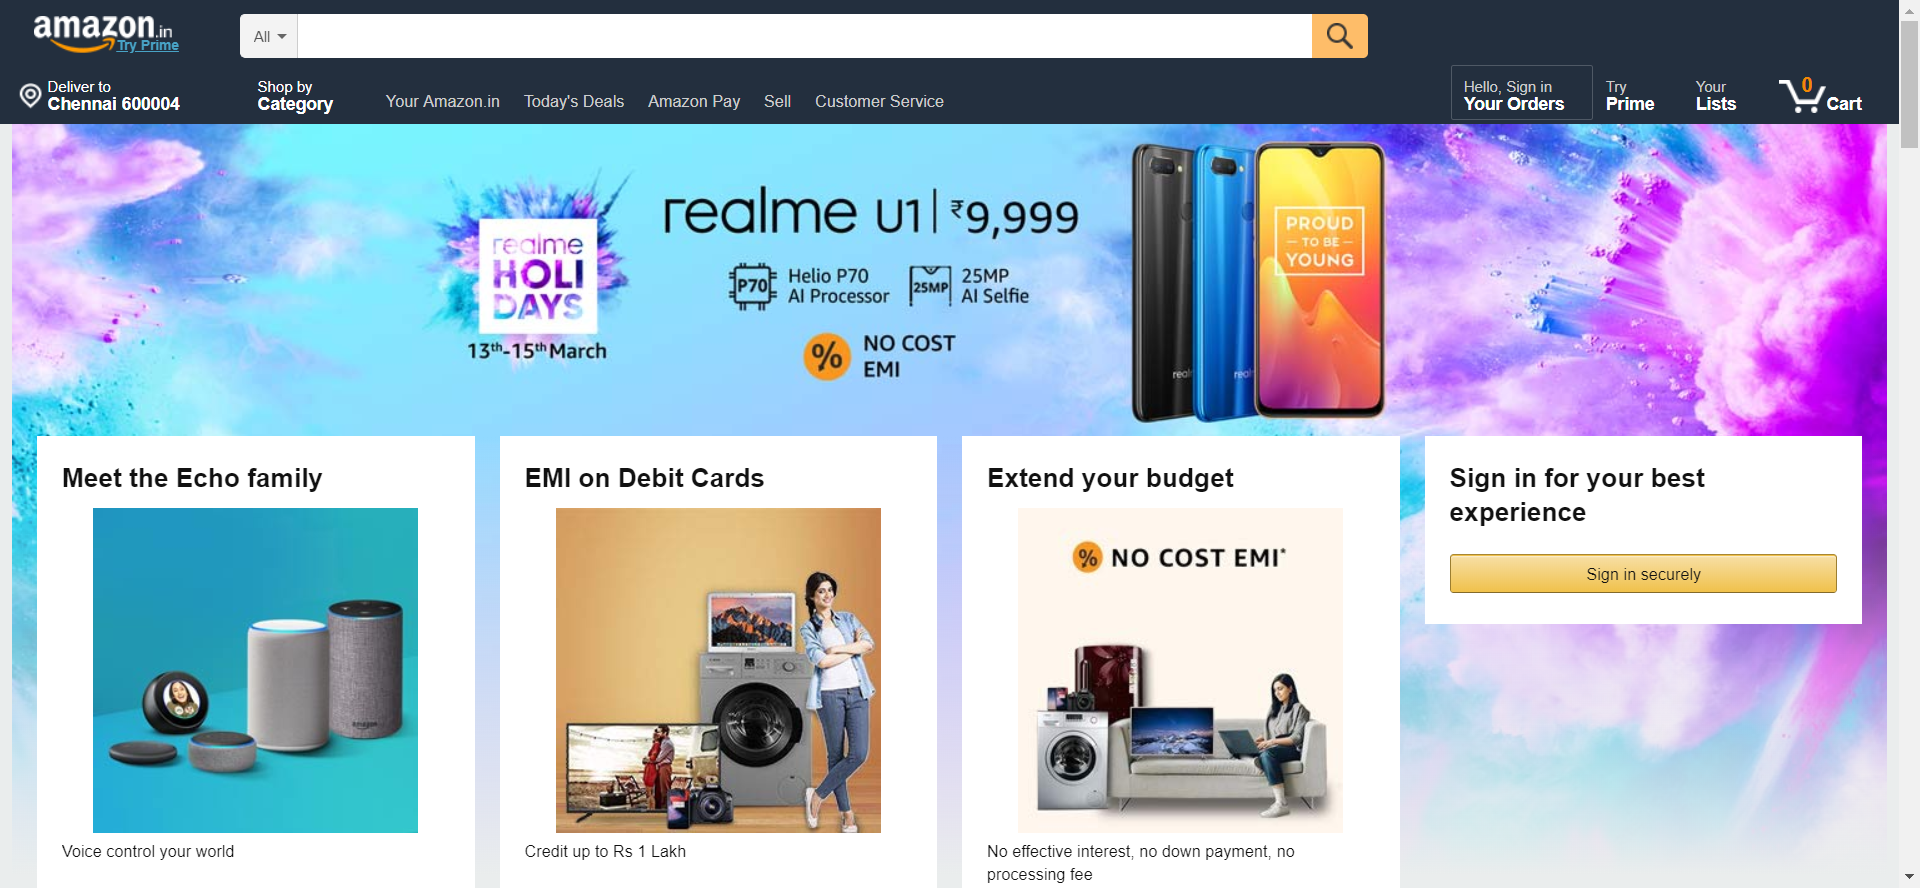 amazon.in
Try Prime
All
Deliver to
Chennai 600004
Shop by
Category
Your Amazon.in
Today's Deals
Amazon Pay
Sell
Customer Service
Hello, Sign in
Your Orders
Try
Prime
Your
Lists
0
Cart
realme
HOLI
DAYS
13th-15th March
realme U1 | ₹9,999
P70
Helio P70
AI Processor
25MP
25MP
AI Selfie
%
NO COST
EMI
PROUD
TO BE
YOUNG
Meet the Echo family
amazon
Voice control your world
EMI on Debit Cards
Credit up to Rs 1 Lakh
Extend your budget
% NO COST EMI*
No effective interest, no down payment, no
processing fee
Sign in for your best
experience
Sign in securely